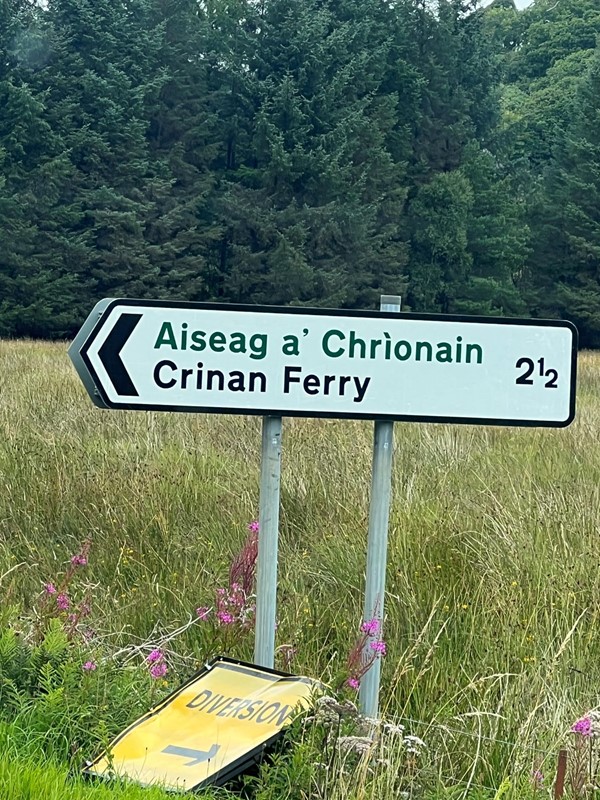 Aiseag a' Chrìonain
Crinan Ferry 2½
DIVERSION